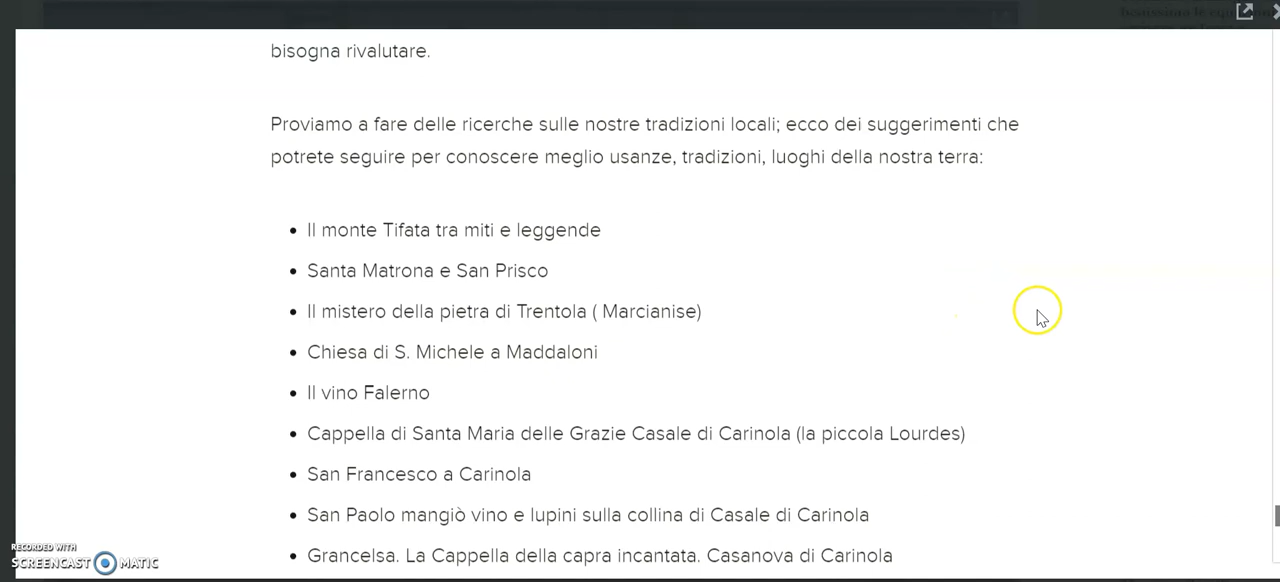 bisogna rivalutare.
Proviamo a fare delle ricerche sulle nostre tradizioni locali; ecco dei suggerimenti che
potrete seguire per conoscere meglio usanze, tradizioni, luoghi della nostra terra:
• Il monte Tifata tra miti e leggende
• Santa Matrona e San Prisco
• Il mistero della pietra di Trentola ( Marcianise)
• Chiesa di S. Michele a Maddaloni
• Il vino Falerno
• Cappella di Santa Maria delle Grazie Casale di Carinola (la piccola Lourdes)
• San Francesco a Carinola
• San Paolo mangiò vino e lupini sulla collina di Casale di Carinola
• Grancelsa. La Cappella della capra incantata. Casanova di Carinola
RECORDED WITH
SCREENCAST MATIC